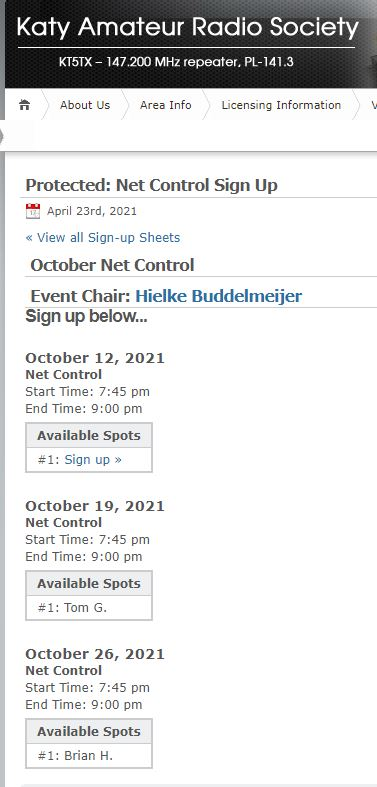 Katy Amateur Radio Society
KT5TX – 147.200 MHz repeater, PL-141.3
About Us
Area Info
Licensing Information
V
Protected: Net Control Sign Up
April 23rd, 2021
« View all Sign-up Sheets
October Net Control
Event Chair: Hielke Buddelmeijer
Sign up below...
October 12, 2021
Net Control
Start Time: 7:45 pm
End Time: 9:00 pm
Available Spots
#1: Sign up »
October 19, 2021
Net Control
Start Time: 7:45 pm
End Time: 9:00 pm
Available Spots
#1: Tom G.
October 26, 2021
Net Control
Start Time: 7:45 pm
End Time: 9:00 pm
Available Spots
#1: Brian H.